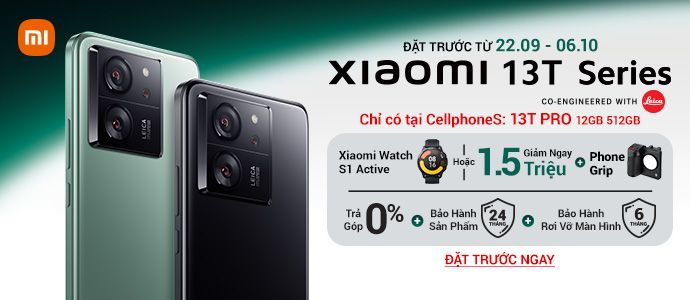 mi
ĐẶT TRƯỚC TỪ 22.09 - 06.10
XIAOMI 13T Series
CO-ENGINEERED WITH Leica
Chỉ có tại CellphoneS: 13T PRO 12GB 512GB
Xiaomi Watch S1 Active
Hoặc
1.5 Giảm Ngay Triệu
+
Phone Grip
Trả Góp 0%
+
Bảo Hành Sản Phẩm
24 THÁNG
+
Bảo Hành Rơi Vỡ Màn Hình
6 THÁNG
ĐẶT TRƯỚC NGAY
LEICA
LEICA